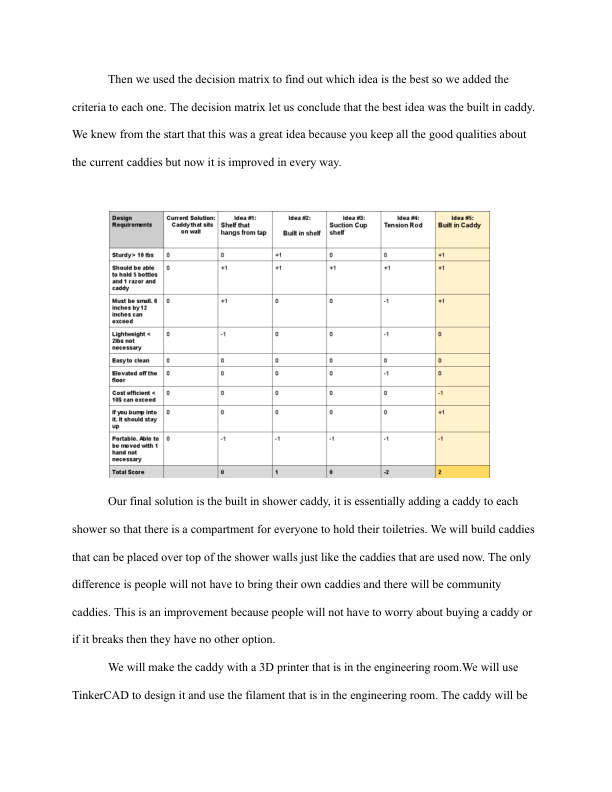 Then we used the decision matrix to find out which idea is the best so we added the
criteria to each one. The decision matrix let us conclude that the best idea was the built in caddy.
We knew from the start that this was a great idea because you keep all the good qualities about
the current caddies but now it is improved in every way.
Design Requirements | Current Solution: Caddy that sits on wall | Idea #1: Shelf that hangs from tap | Idea #2: Built in shelf | Idea #3: Suction Cup shelf | Idea #4: Tension Rod | Idea #5: Built in Caddy
Sturdy > 10 lbs | 0 | 0 | +1 | 0 | 0 | +1
Should be able to hold 5 bottles and 1 razor and caddy | 0 | +1 | +1 | +1 | +1 | +1
Must be small. 6 inches by 12 inches can exceed | 0 | +1 | 0 | 0 | -1 | +1
Lightweight < 2lbs not necessary | 0 | -1 | 0 | 0 | -1 | 0
Easy to clean | 0 | 0 | 0 | 0 | 0 | 0
Elevated off the floor | 0 | 0 | 0 | 0 | -1 | 0
Cost efficient < 10$ can exceed | 0 | 0 | 0 | 0 | 0 | -1
If you bump into it, it should stay up | 0 | 0 | 0 | 0 | 0 | +1
Portable. Able to be moved with 1 hand not necessary | 0 | -1 | -1 | -1 | -1 | -1
Total Score | 0 | 1 | 0 | -2 | 2
Our final solution is the built in shower caddy, it is essentially adding a caddy to each
shower so that there is a compartment for everyone to hold their toiletries. We will build caddies
that can be placed over top of the shower walls just like the caddies that are used now. The only
difference is people will not have to bring their own caddies and there will be community
caddies. This is an improvement because people will not have to worry about buying a caddy or
if it breaks then they have no other option.
We will make the caddy with a 3D printer that is in the engineering room.We will use
TinkerCAD to design it and use the filament that is in the engineering room. The caddy will be